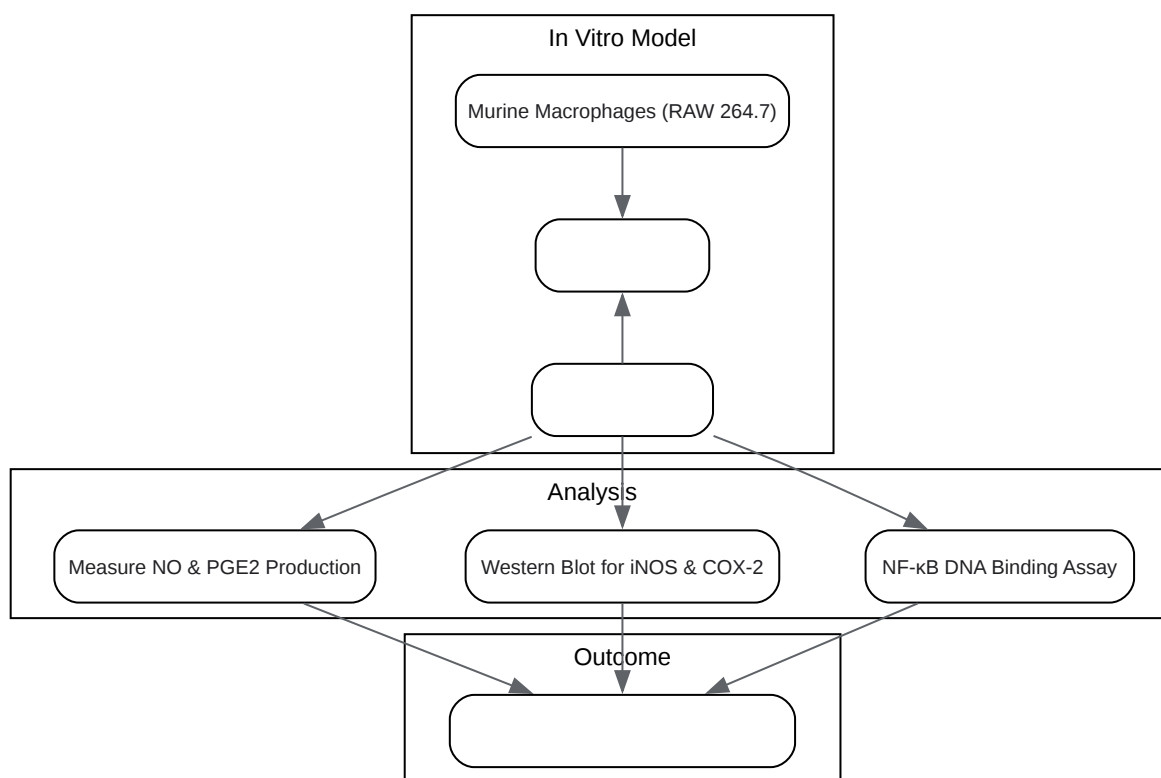 In Vitro Model
Murine Macrophages (RAW 264.7)
Analysis
Measure NO & PGE2 Production
Western Blot for iNOS & COX-2
NF-κB DNA Binding Assay
Outcome